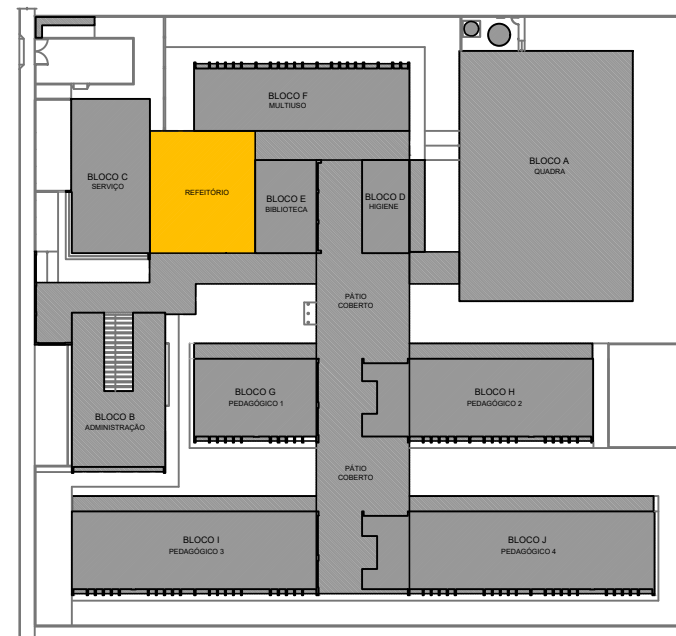 BLOCO F
MULTIUSO
BLOCO A
QUADRA
BLOCO C
SERVIÇO
REFEITÓRIO
BLOCO E
BIBLIOTECA
BLOCO D
HIGIENE
PÁTIO
COBERTO
BLOCO G
PEDAGÓGICO 1
BLOCO H
PEDAGÓGICO 2
BLOCO B
ADMINISTRAÇÃO
PÁTIO
COBERTO
BLOCO I
PEDAGÓGICO 3
BLOCO J
PEDAGÓGICO 4